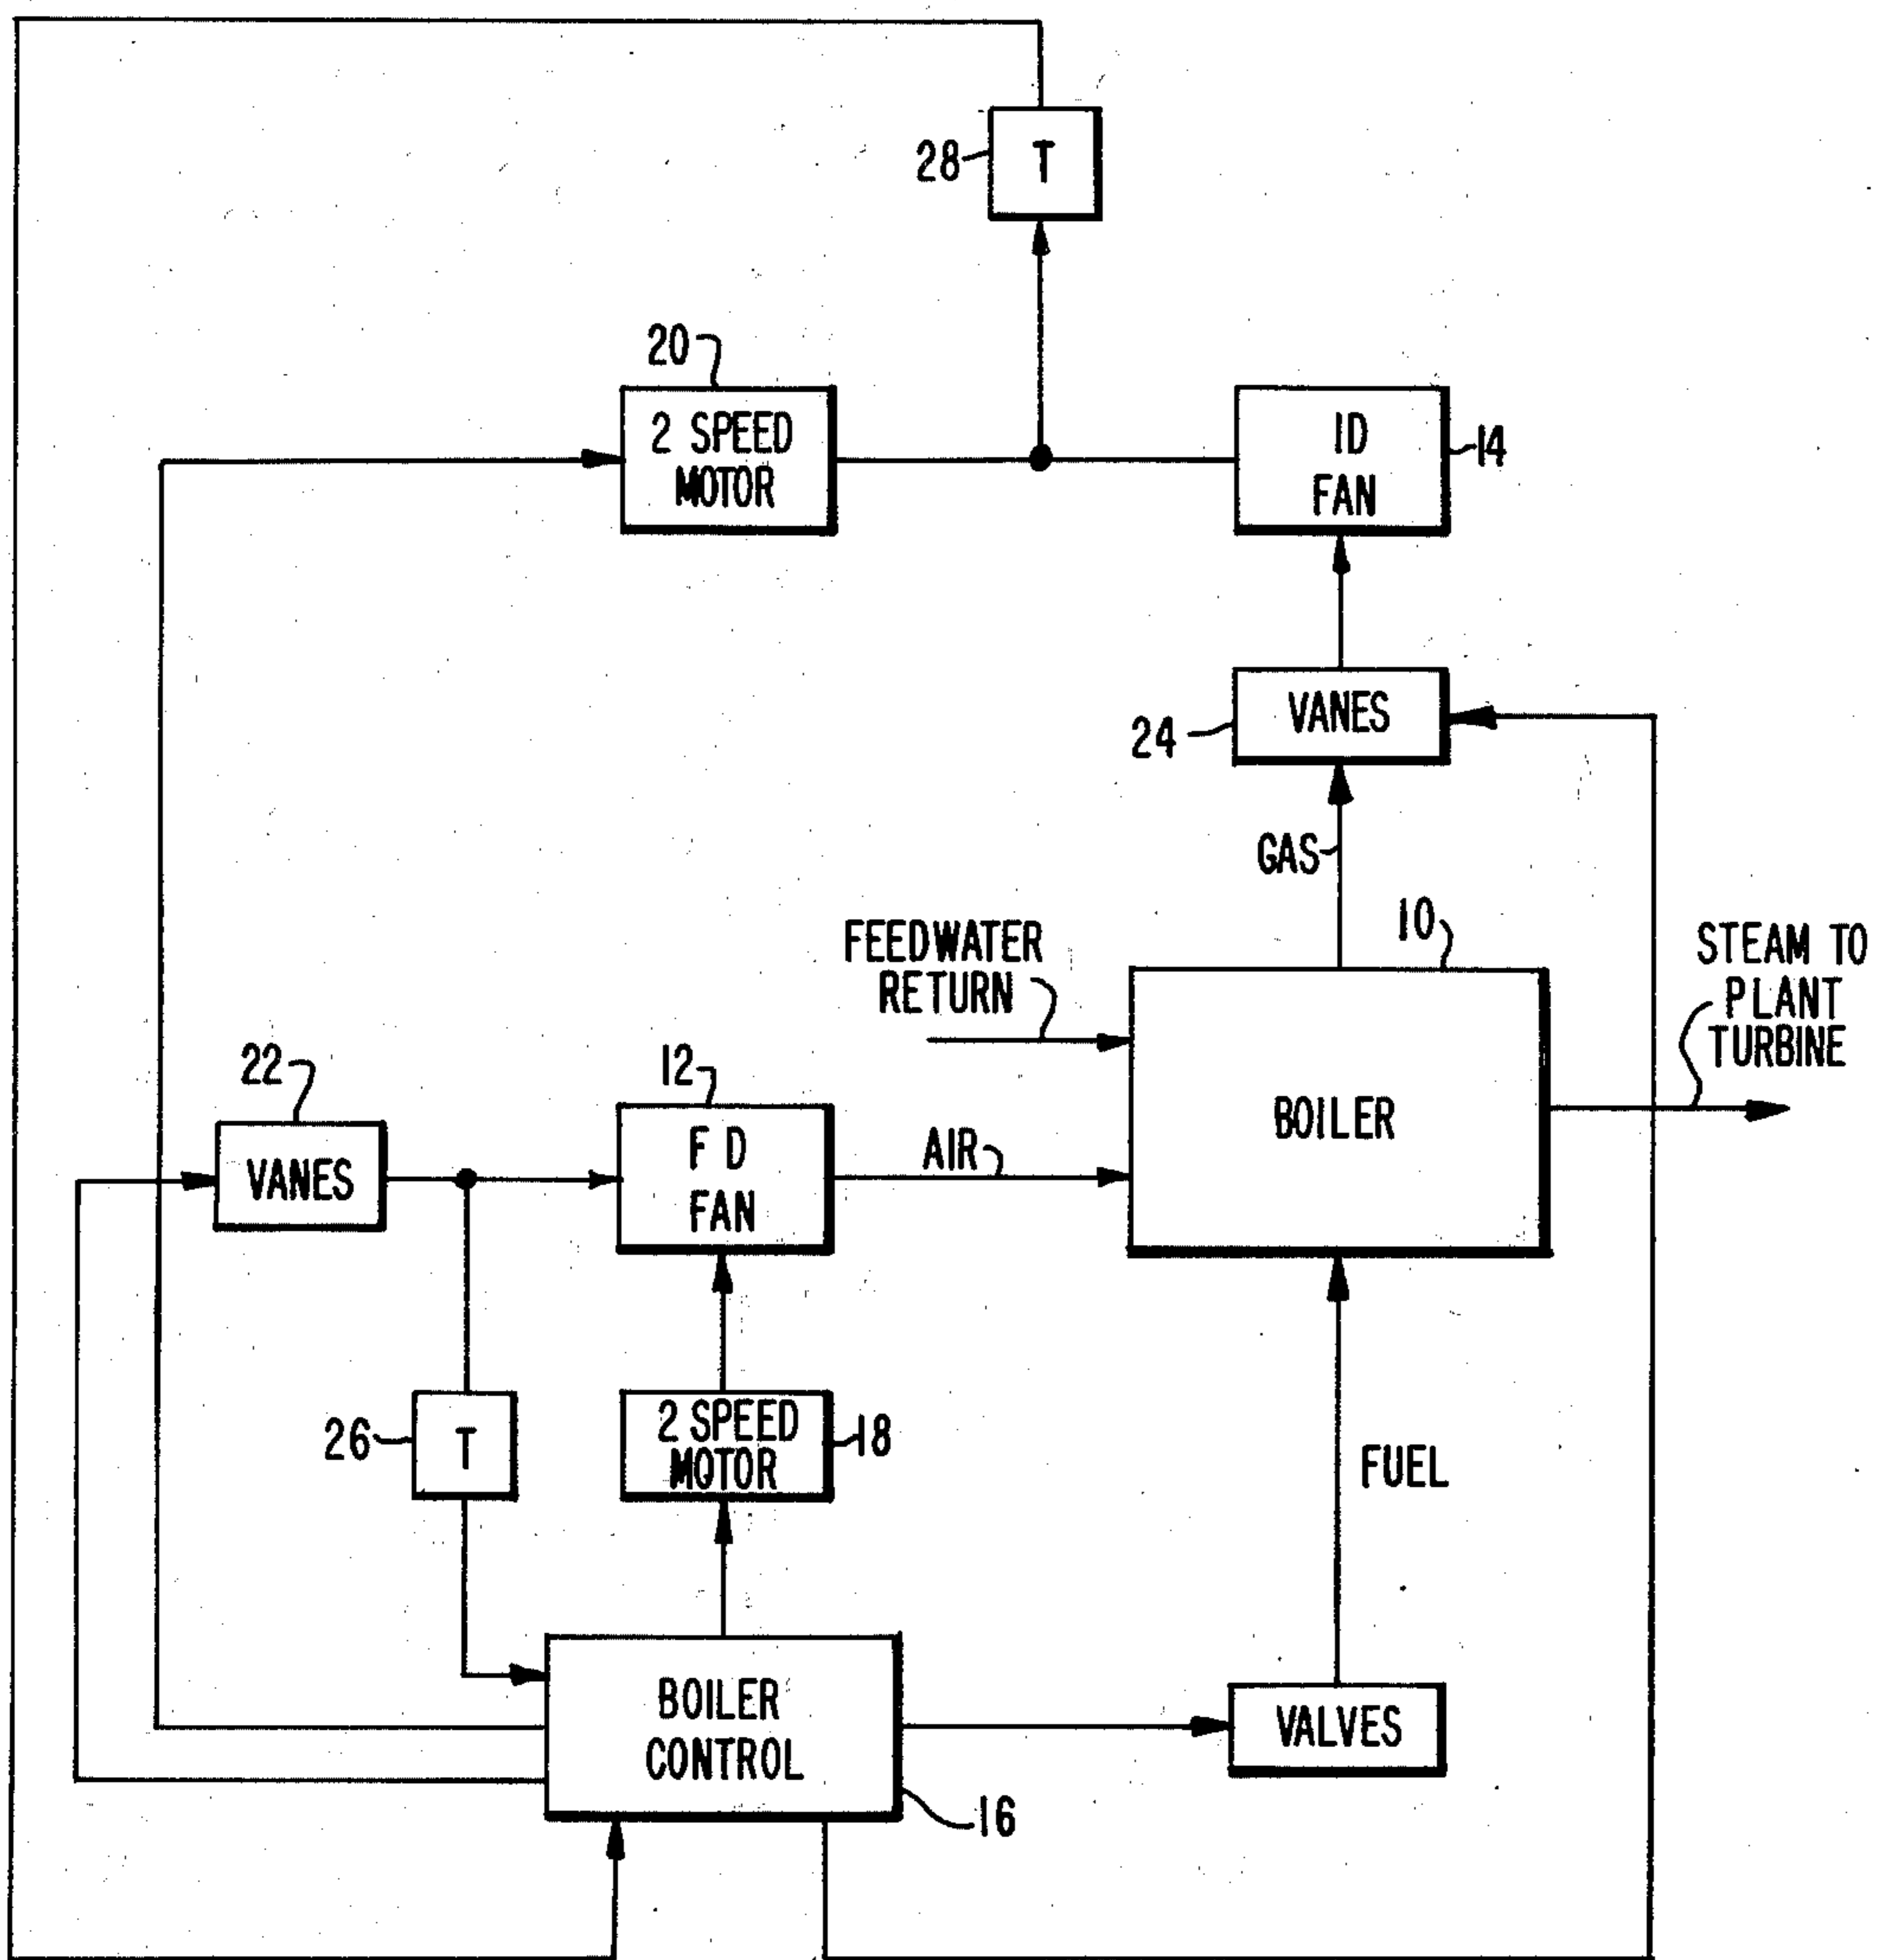 28
T
20
2 SPEED
MOTOR
ID
FAN
14
24
VANES
GAS
10
FEEDWATER
RETURN
STEAM TO
PLANT
TURBINE
22
VANES
12
F D
FAN
AIR
BOILER
26
T
2 SPEED
MOTOR
18
FUEL
BOILER
CONTROL
16
VALVES